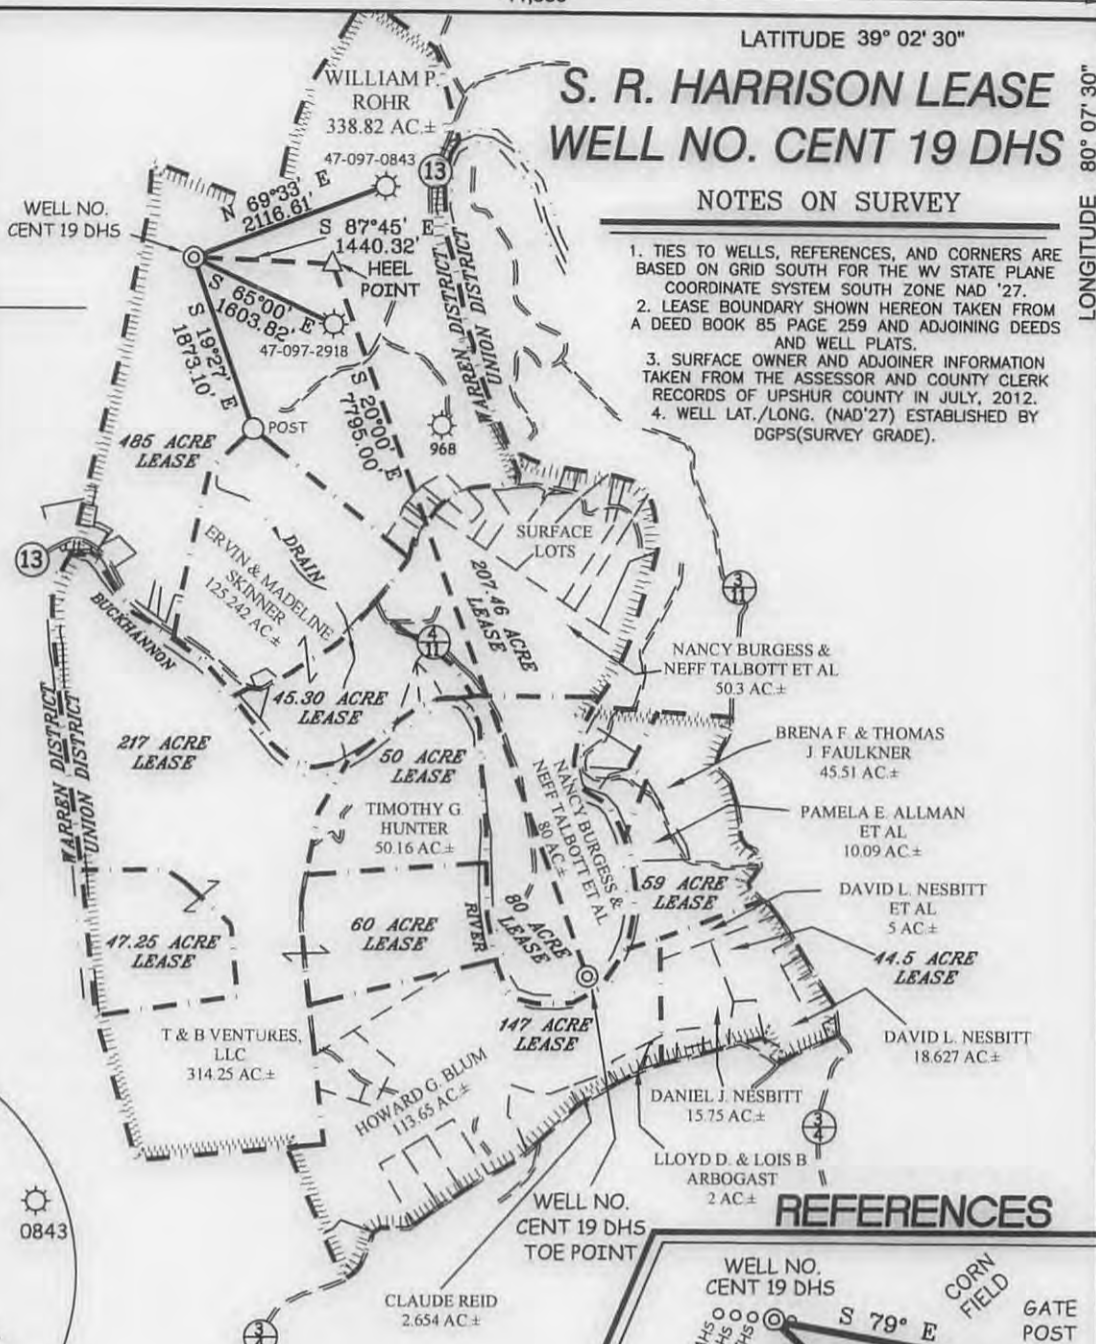 LATITUDE 39° 02' 30"
S. R. HARRISON LEASE
WELL NO. CENT 19 DHS
LONGITUDE 80° 07' 30"
NOTES ON SURVEY
1. TIES TO WELLS, REFERENCES, AND CORNERS ARE
BASED ON GRID SOUTH FOR THE WV STATE PLANE
COORDINATE SYSTEM SOUTH ZONE NAD '27.
2. LEASE BOUNDARY SHOWN HEREON TAKEN FROM
A DEED BOOK 85 PAGE 259 AND ADJOINING DEEDS
AND WELL PLATS.
3. SURFACE OWNER AND ADJOINER INFORMATION
TAKEN FROM THE ASSESSOR AND COUNTY CLERK
RECORDS OF UPSHUR COUNTY IN JULY, 2012.
4. WELL LAT./LONG. (NAD'27) ESTABLISHED BY
DGPS(SURVEY GRADE).
WILLIAM P.
ROHR
338.82 AC.±
47-097-0843
13
WELL NO.
CENT 19 DHS
N 69°33' E
2116.61'
S 87°45' E
1440.32'
HEEL
POINT
S 65°00' E
1603.82'
47-097-2918
S 19°27' E
1873.10'
POST
S 20°00' E
7795.00'
968
WARREN DISTRICT
UNION DISTRICT
485 ACRE
LEASE
13
BUCKHANNON
ERVIN & MADELINE
SKINNER
125.242 AC.±
DRAIN
SURFACE
LOTS
207.46 ACRE
LEASE
4
11
3
11
NANCY BURGESS &
NEFF TALBOTT ET AL
50.3 AC.±
45.30 ACRE
LEASE
WARREN DISTRICT
UNION DISTRICT
217 ACRE
LEASE
50 ACRE
LEASE
TIMOTHY G.
HUNTER
50.16 AC.±
NANCY BURGESS &
NEFF TALBOTT ET AL
80 AC.±
BRENA F. & THOMAS
J. FAULKNER
45.51 AC.±
PAMELA E. ALLMAN
ET AL
10.09 AC.±
59 ACRE
LEASE
DAVID L. NESBITT
ET AL
5 AC.±
44.5 ACRE
LEASE
47.25 ACRE
LEASE
60 ACRE
LEASE
RIVER
80 ACRE
LEASE
147 ACRE
LEASE
T & B VENTURES,
LLC
314.25 AC.±
HOWARD G. BLUM
113.65 AC.±
DAVID L. NESBITT
18.627 AC.±
DANIEL J. NESBITT
15.75 AC.±
3
4
LLOYD D. & LOIS B.
ARBOGAST
2 AC.±
WELL NO.
CENT 19 DHS
TOE POINT
CLAUDE REID
2.654 AC.±
3
4
0843
REFERENCES
WELL NO.
CENT 19 DHS
CORN
FIELD
S 79° E
GATE
POST